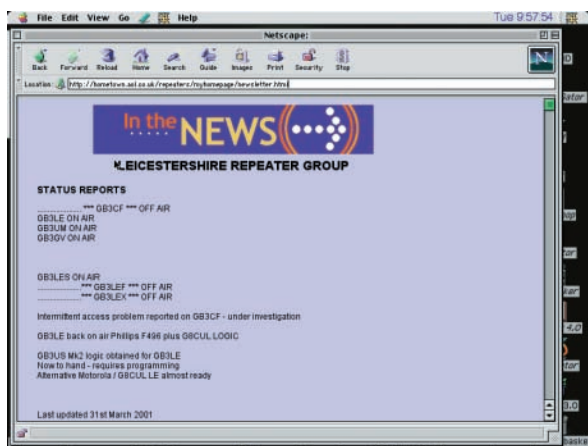 File Edit View Go Help
Tue 9:57:54
Netscape:
Back Forward Reload Home Search Guide Images Print Security Stop
N
Location: http://hometown.aol.co.uk/repeaters/myhomepage/newsletter.html
In the NEWS
LEICESTERSHIRE REPEATER GROUP
STATUS REPORTS
.................*** GB3CF *** OFF AIR
GB3LE ON AIR
GB3UM ON AIR
GB3GV ON AIR
GB3LES ON AIR
.................*** GB3LEF *** OFF AIR
.................*** GB3LEX *** OFF AIR
Intermittent access problem reported on GB3CF - under investigation
GB3LE back on air Phillips F496 plus G8CUL LOGIC
GB3US Mk2 logic obtained for GB3LE
Now to hand - requires programming
Alternative Motorola / G8CUL LE almost ready
Last updated 31st March 2001
4.0
3.0